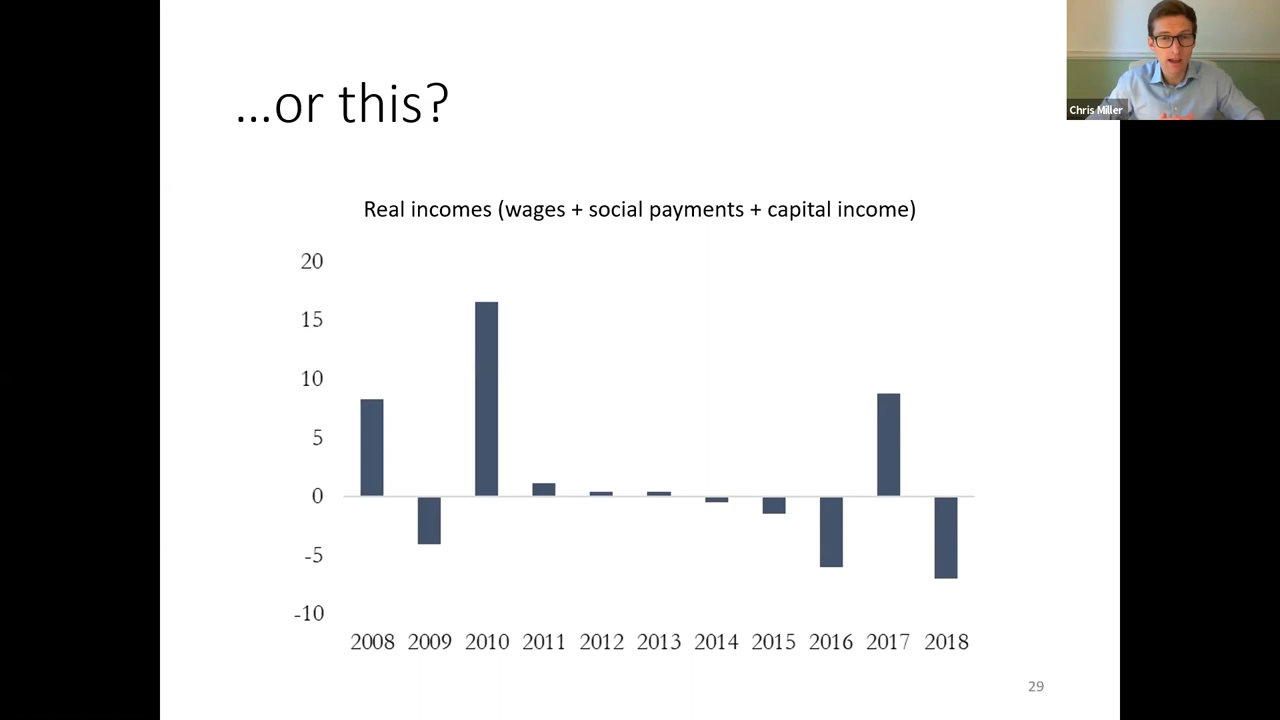 ...or this?
Chris Miller
Real incomes (wages + social payments + capital income)
20
15
10
5
0
-5
-10
2008 2009 2010 2011 2012 2013 2014 2015 2016 2017 2018
29